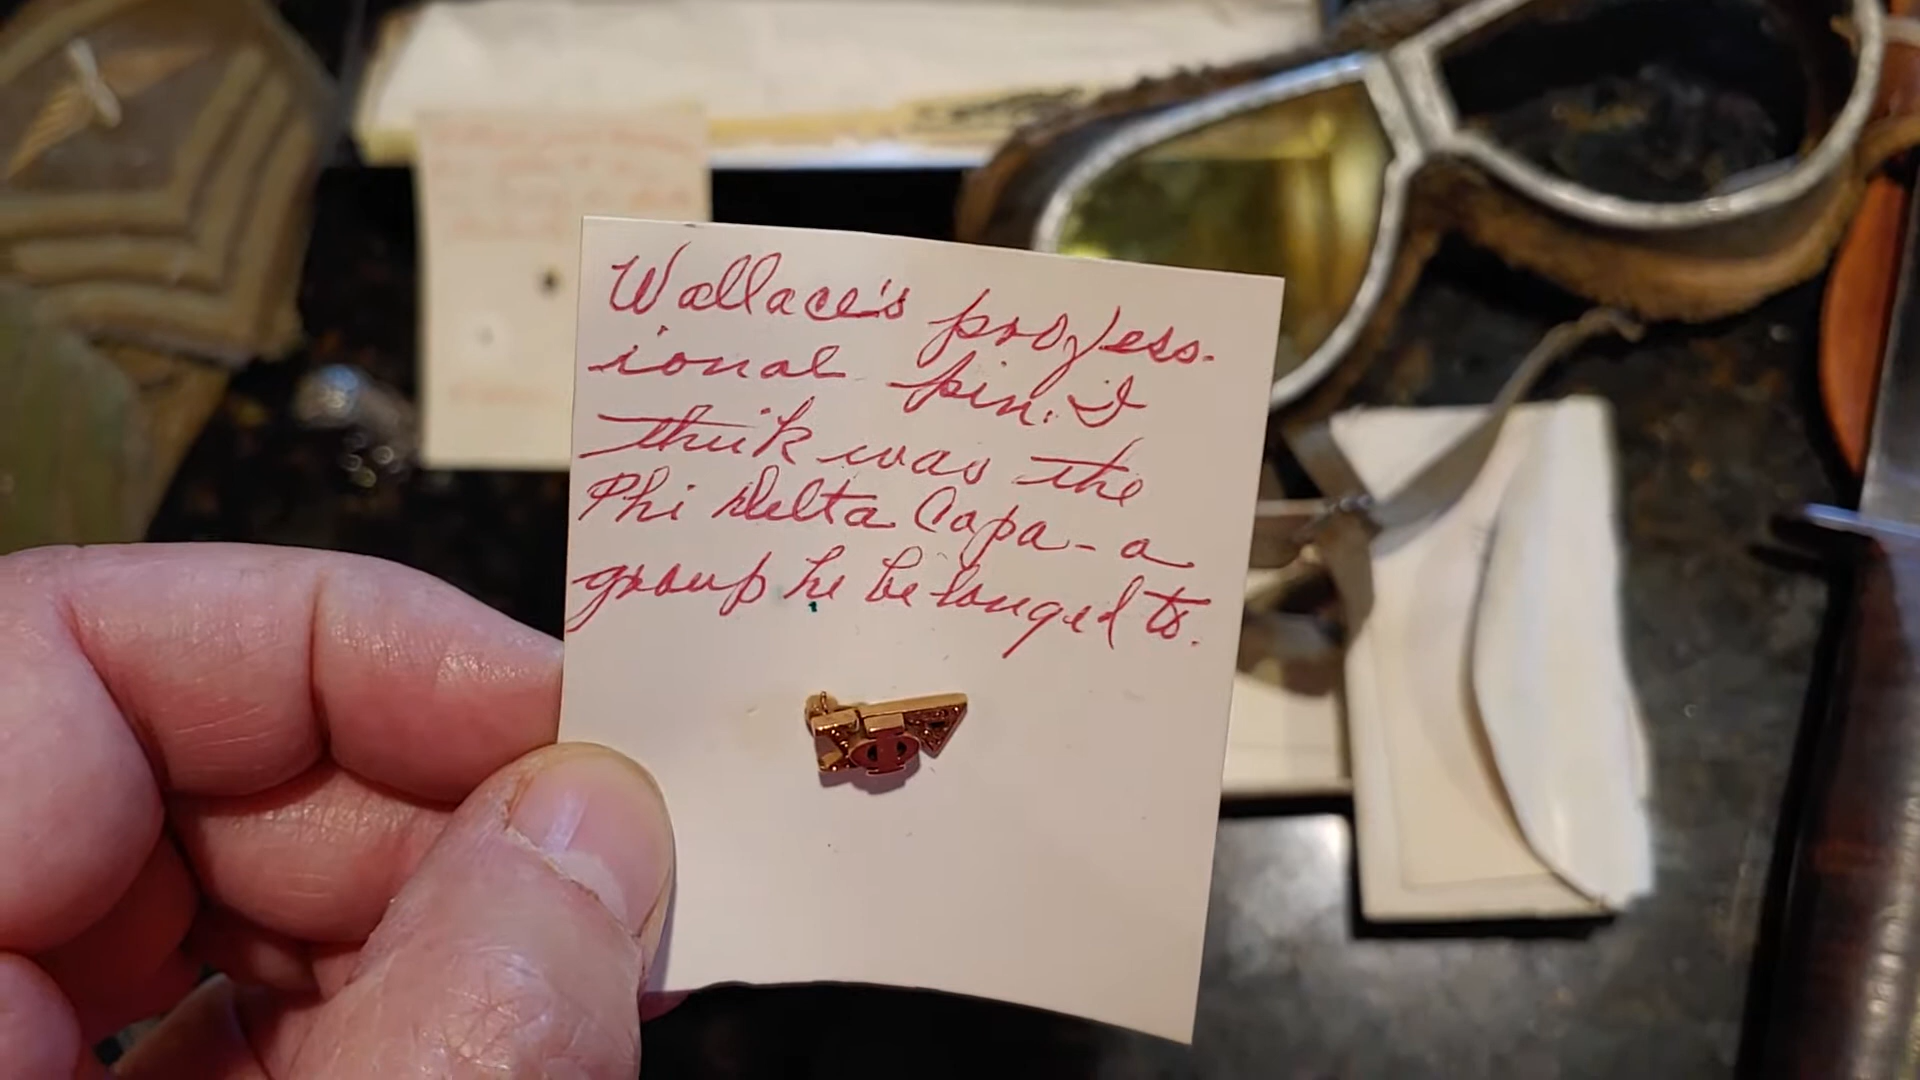 Wallace's profess-
ional pin. I
think was the
Phi Delta Capa - a
group he belonged to.